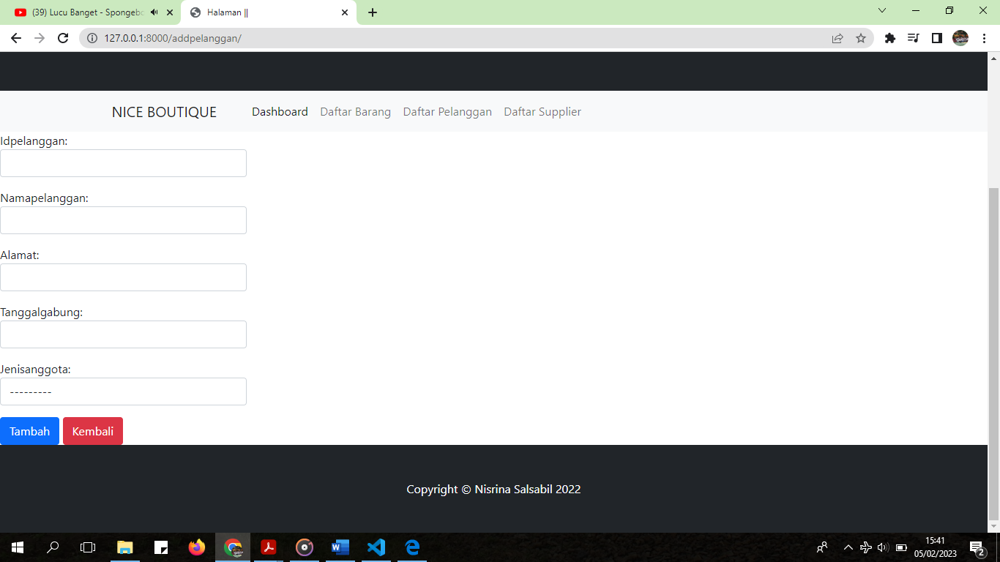 (39) Lucu Banget - Spongebo
Halaman ||
127.0.0.1:8000/addpelanggan/
NICE BOUTIQUE Dashboard Daftar Barang Daftar Pelanggan Daftar Supplier
Idpelanggan:
Namapelanggan:
Alamat:
Tanggalgabung:
Jenisanggota:
---------
Tambah Kembali
Copyright © Nisrina Salsabil 2022
15:41
05/02/2023
2